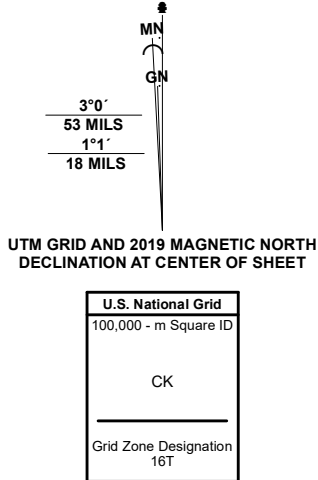 MN
GN
3°0´
53 MILS
1°1´
18 MILS
UTM GRID AND 2019 MAGNETIC NORTH
DECLINATION AT CENTER OF SHEET
U.S. National Grid
100,000 - m Square ID
CK
Grid Zone Designation
16T